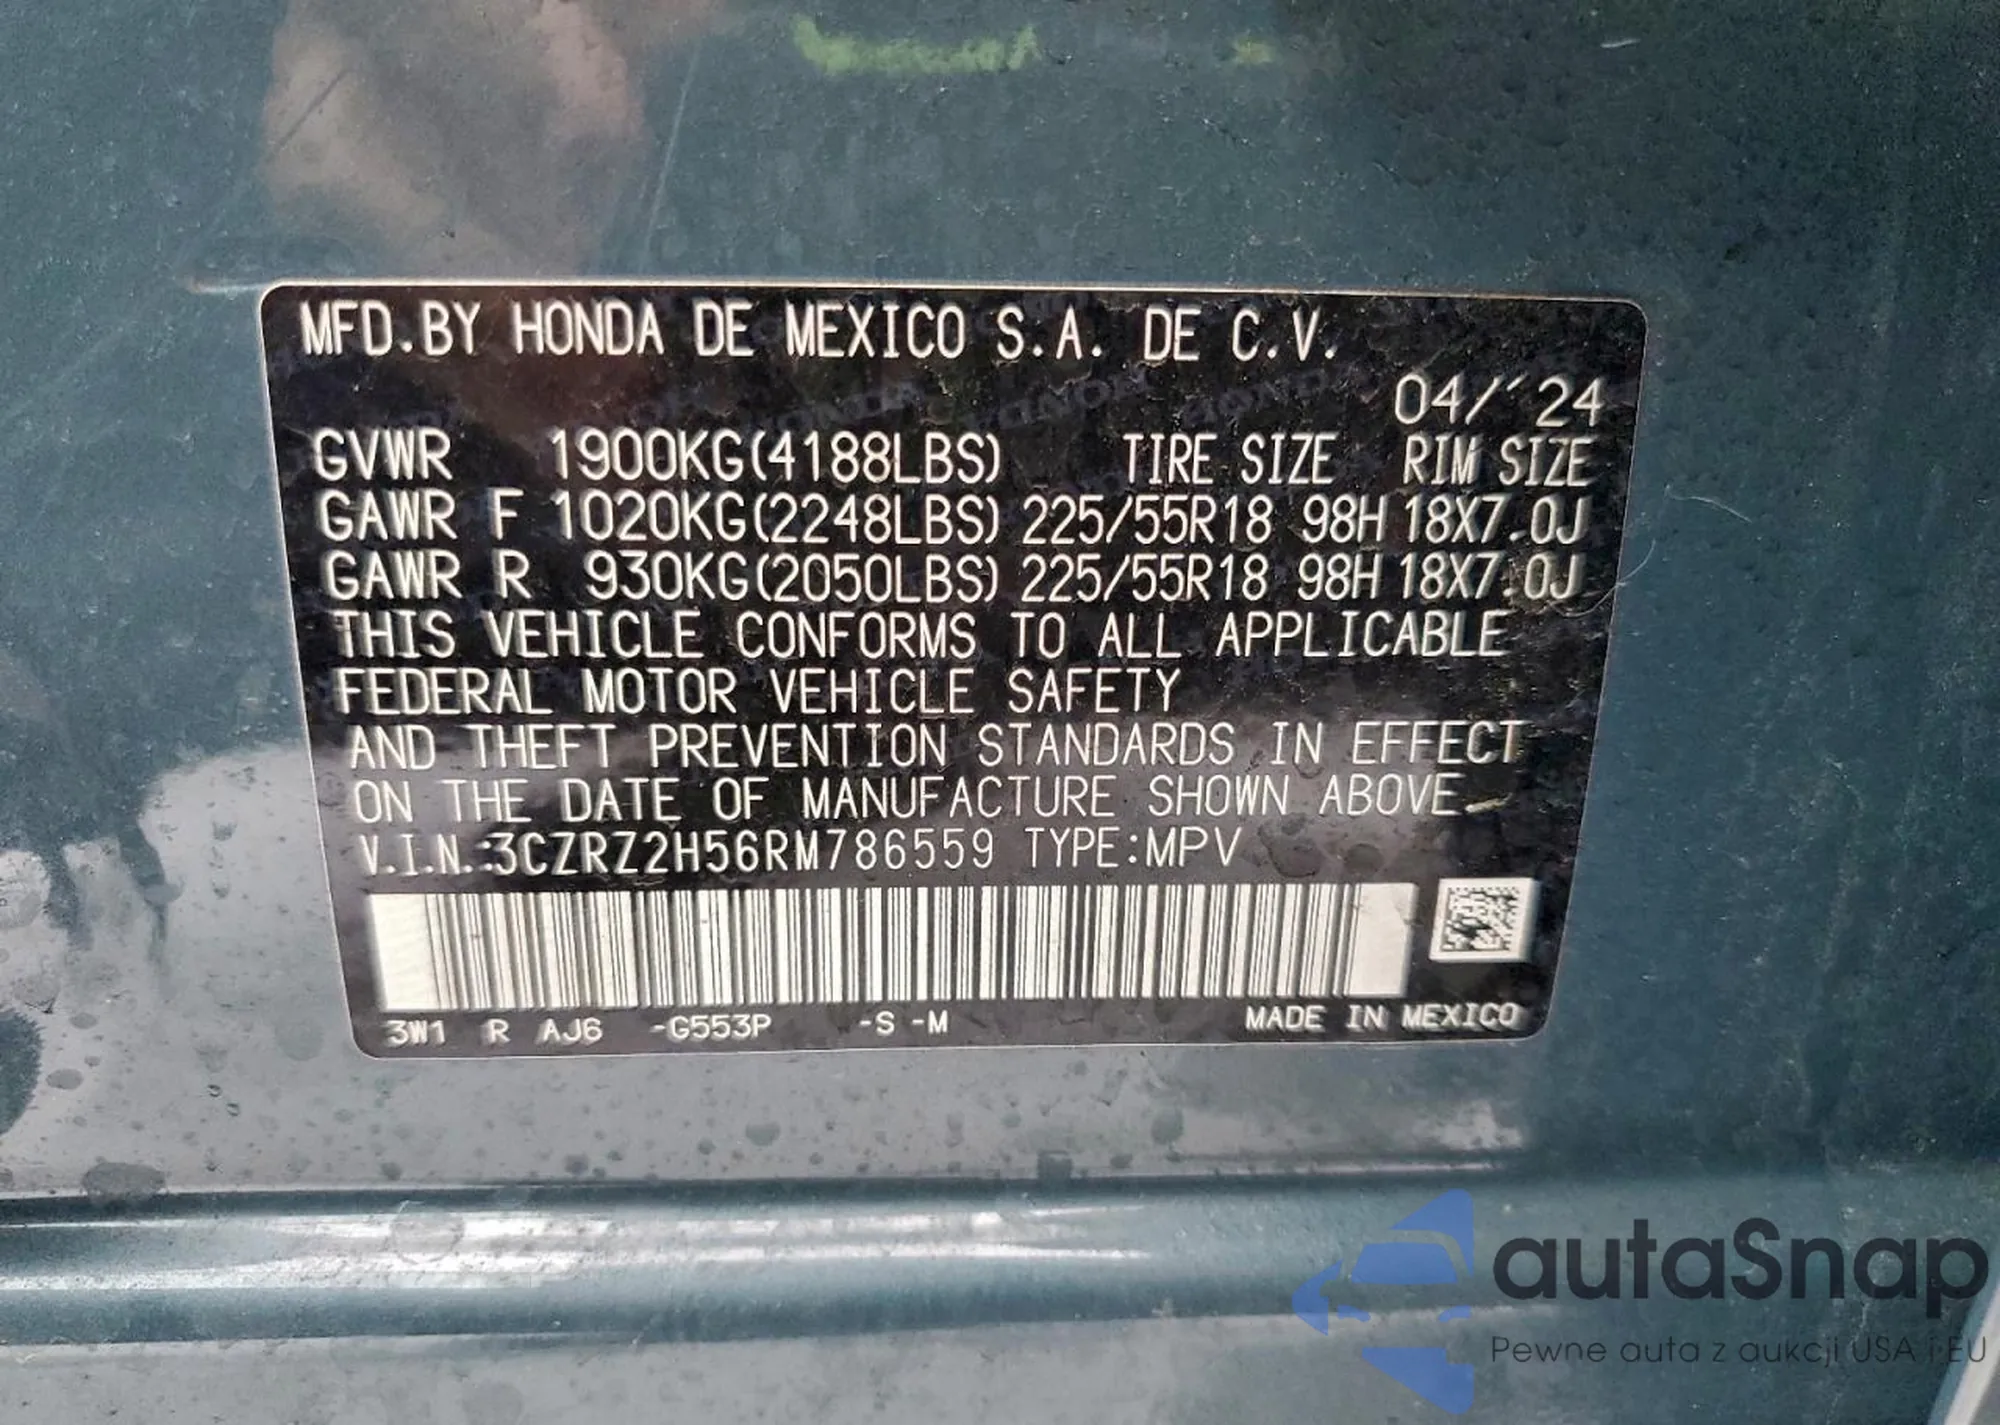 MFD.BY HONDA DE MEXICO S.A. DE C.V.
04/´24
GVWR 1900KG(4188LBS) TIRE SIZE RIM SIZE
GAWR F 1020KG(2248LBS) 225/55R18 98H 18X7.0J
GAWR R 930KG(2050LBS) 225/55R18 98H 18X7.0J
THIS VEHICLE CONFORMS TO ALL APPLICABLE
FEDERAL MOTOR VEHICLE SAFETY
AND THEFT PREVENTION STANDARDS IN EFFECT
ON THE DATE OF MANUFACTURE SHOWN ABOVE.
V.I.N.:3CZRZ2H56RM786559 TYPE:MPV
3W1 R AJ6 -G553P -S -M MADE IN MEXICO
autaSnap
Pewne auta z aukcji USA i EU